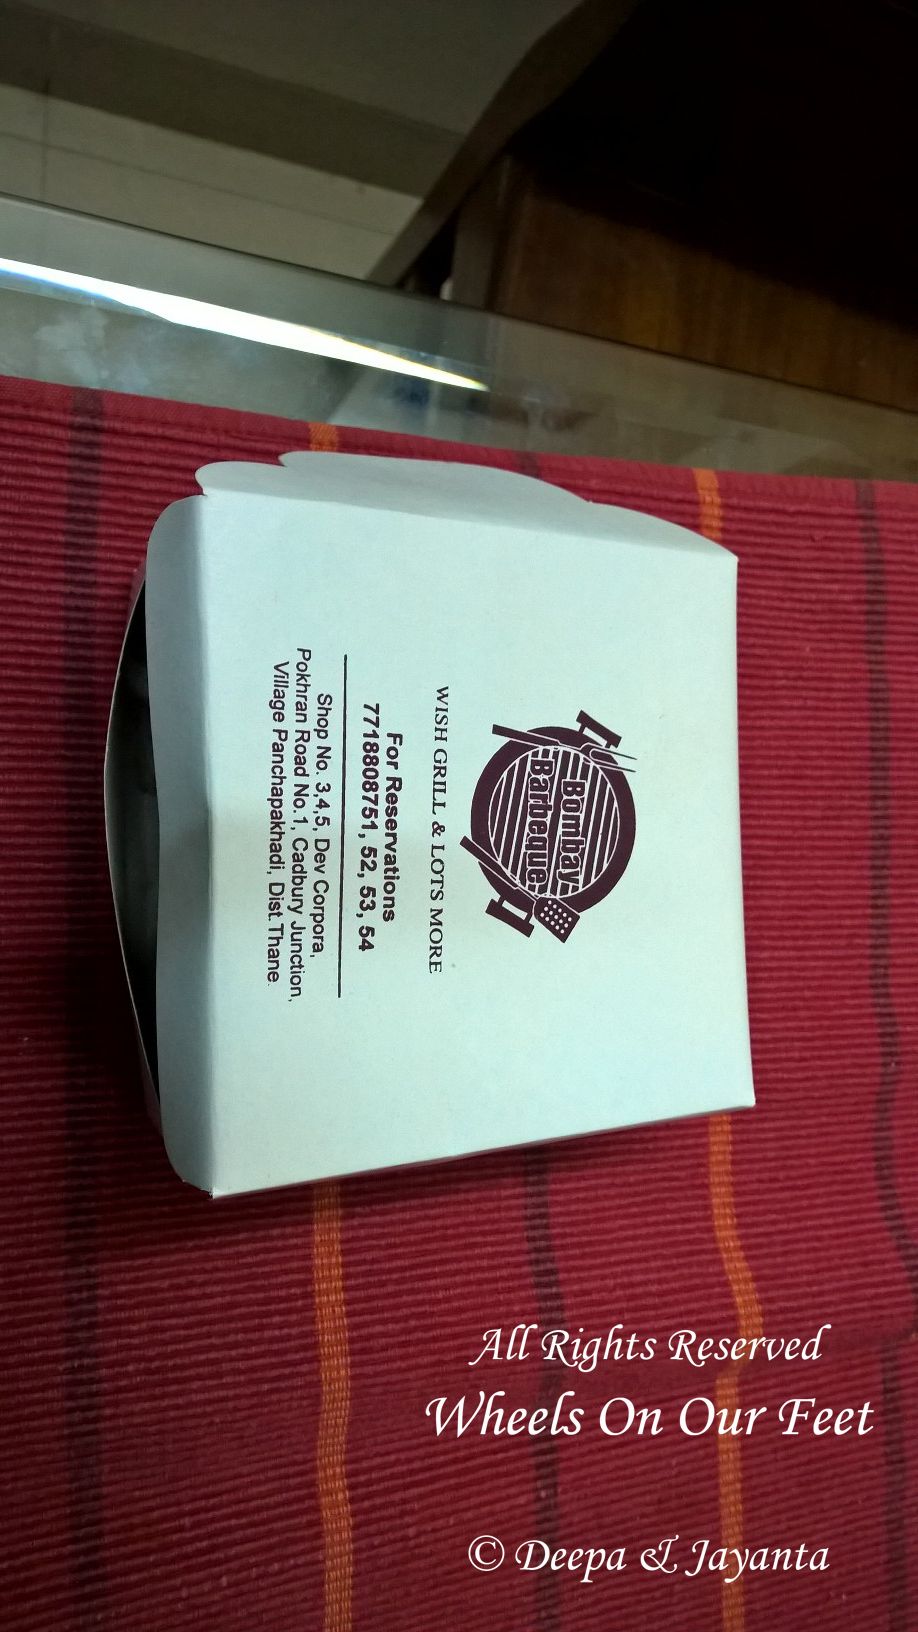 Bombay
Barbeque
WISH GRILL & LOTS MORE
For Reservations
7718808751, 52, 53, 54
Shop No. 3,4,5, Dev Corpora,
Pokhran Road No.1, Cadbury Junction,
Village Panchapakhadi, Dist.Thane.
All Rights Reserved
Wheels On Our Feet
© Deepa & Jayanta